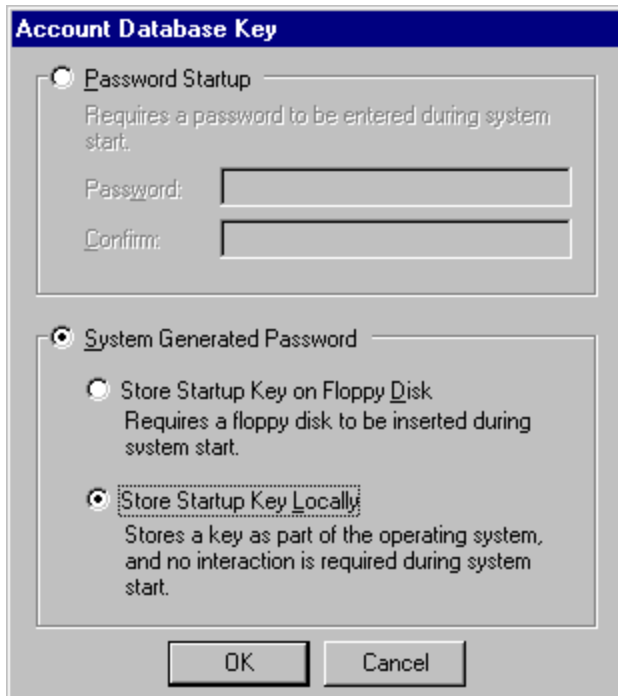 Account Database Key
Password Startup
Requires a password to be entered during system
start.
Password:
Confirm:
System Generated Password
Store Startup Key on Floppy Disk
Requires a floppy disk to be inserted during
system start.
Store Startup Key Locally
Stores a key as part of the operating system,
and no interaction is required during system
start.
OK
Cancel